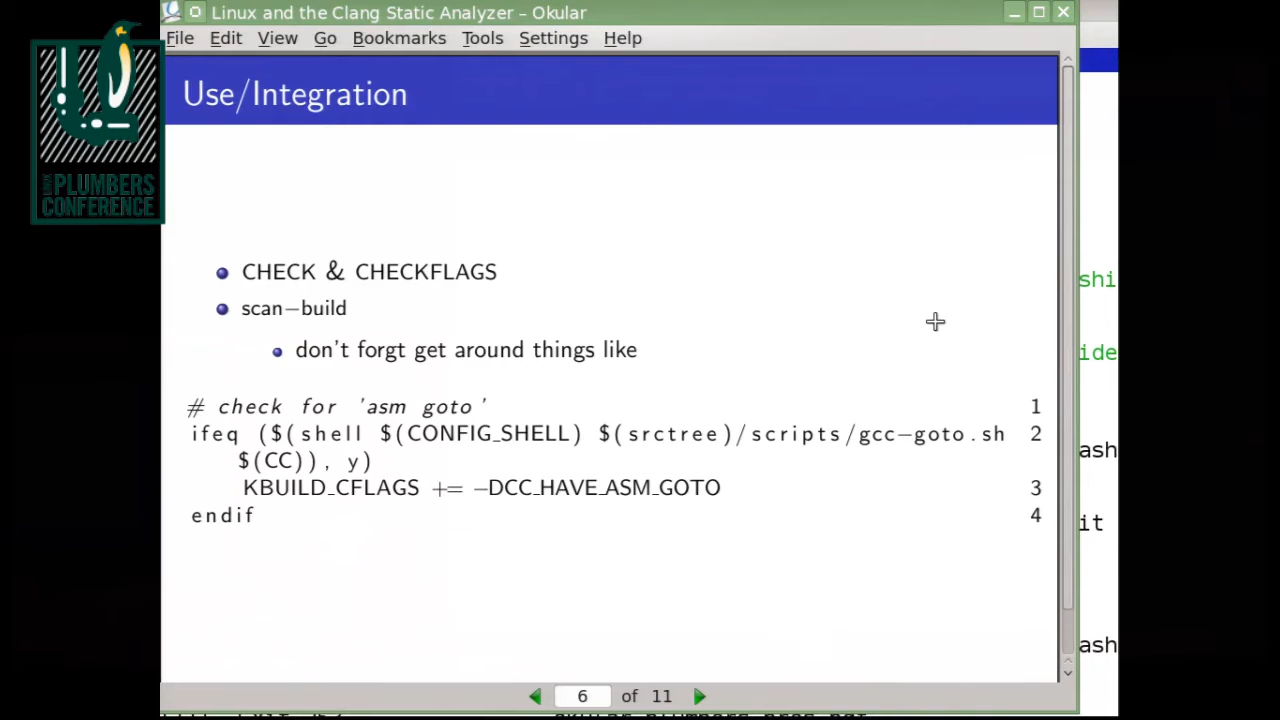 Linux and the Clang Static Analyzer – Okular
File Edit View Go Bookmarks Tools Settings Help
LINUX
PLUMBERS
CONFERENCE
Use/Integration
CHECK & CHECKFLAGS
scan−build
don't forgt get around things like
# check for 'asm goto' 1
ifeq ($(shell $(CONFIG_SHELL) $(srctree)/scripts/gcc−goto.sh 2
$(CC)), y)
KBUILD_CFLAGS += −DCC_HAVE_ASM_GOTO 3
endif 4
shi
ide
ash
it
ash
6 of 11